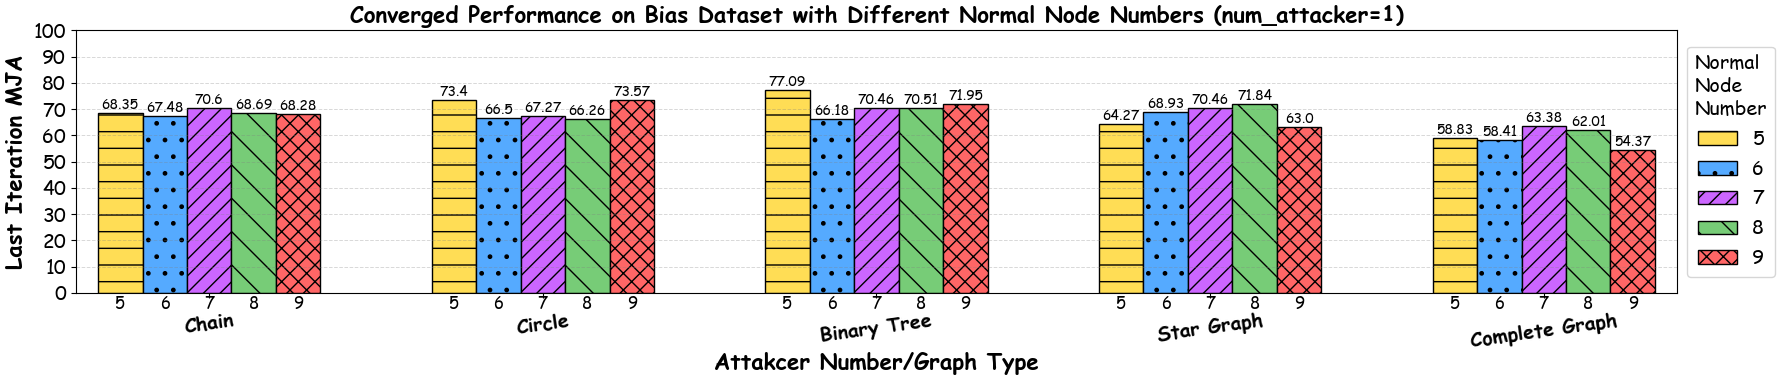 Converged Performance on Bias Dataset with Different Normal Node Numbers (num_attacker=1)
Last Iteration MJA
100
90
80
70
60
50
40
30
20
10
0
68.35 67.48 70.6 68.69 68.28
73.4 66.5 67.27 66.26 73.57
77.09 66.18 70.46 70.51 71.95
64.27 68.93 70.46 71.84 63.0
58.83 58.41 63.38 62.01 54.37
5 6 7 8 9
Chain
5 6 7 8 9
Circle
5 6 7 8 9
Binary Tree
5 6 7 8 9
Star Graph
5 6 7 8 9
Complete Graph
Attakcer Number/Graph Type
Normal
Node
Number
5
6
7
8
9